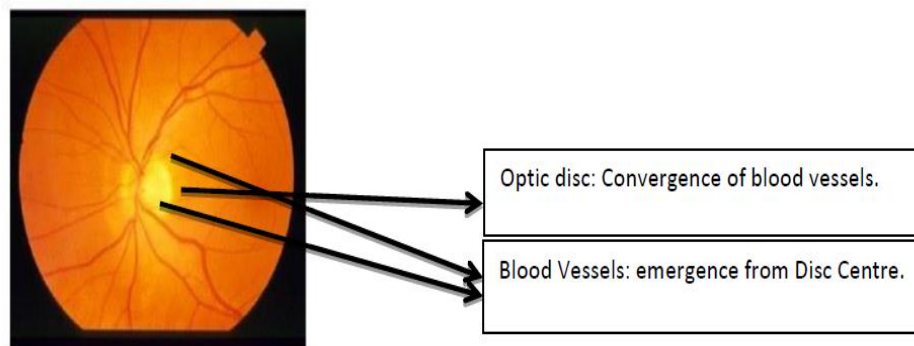 Optic disc: Convergence of blood vessels.
Blood Vessels: emergence from Disc Centre.